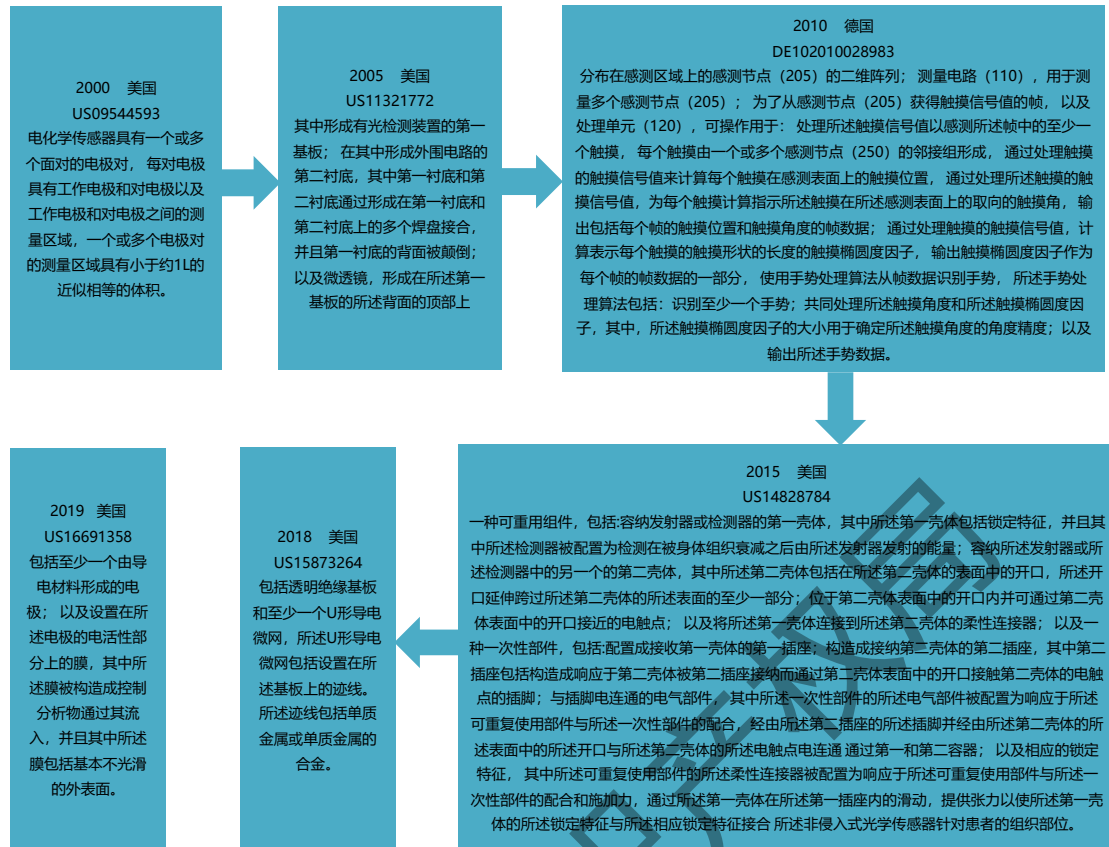 2000 美国
US09544593
电化学传感器具有一个或多
个面对的电极对， 每对电极
具有工作电极和对电极以及
工作电极和对电极之间的测
量区域，一个或多个电极对
的测量区域具有小于约1L的
近似相等的体积。
2005 美国
US11321772
其中形成有光检测装置的第一
基板； 在其中形成外围电路的
第二衬底，其中第一衬底和第
二衬底通过形成在第一衬底和
第二衬底上的多个焊盘接合，
并且第一衬底的背面被颠倒；
以及微透镜，形成在所述第一
基板的所述背面的顶部上
2010 德国
DE102010028983
分布在感测区域上的感测节点（205）的二维阵列； 测量电路（110），用于测
量多个感测节点（205）； 为了从感测节点（205）获得触摸信号值的帧， 以及
处理单元（120），可操作用于： 处理所述触摸信号值以感测所述帧中的至少一
个触摸， 每个触摸由一个或多个感测节点（250）的邻接组形成， 通过处理触摸
的触摸信号值来计算每个触摸在感测表面上的触摸位置， 通过处理所述触摸的触
摸信号值，为每个触摸计算指示所述触摸在所述感测表面上的取向的触摸角， 输
出包括每个帧的触摸位置和触摸角度的帧数据； 通过处理触摸的触摸信号值，计
算表示每个触摸的触摸形状的长度的触摸椭圆度因子， 输出触摸椭圆度因子作为
每个帧的帧数据的一部分， 使用手势处理算法从帧数据识别手势， 所述手势处
理算法包括：识别至少一个手势；共同处理所述触摸角度和所述触摸椭圆度因
子，其中，所述触摸椭圆度因子的大小用于确定所述触摸角度的角度精度；以及
输出所述手势数据。
2019 美国
US16691358
包括至少一个由导
电材料形成的电
极； 以及设置在所
述电极的电活性部
分上的膜，其中所
述膜被构造成控制
分析物通过其流
入，并且其中所述
膜包括基本不光滑
的外表面。
2018 美国
US15873264
包括透明绝缘基板
和至少一个U形导电
微网，所述U形导电
微网包括设置在所
述基板上的迹线。
所述迹线包括单质
金属或单质金属的
合金。
2015 美国
US14828784
一种可重用组件，包括:容纳发射器或检测器的第一壳体，其中所述第一壳体包括锁定特征，并且其
中所述检测器被配置为检测在被身体组织衰减之后由所述发射器发射的能量；容纳所述发射器或所
述检测器中的另一个的第二壳体，其中所述第二壳体包括在所述第二壳体的表面中的开口，所述开
口延伸跨过所述第二壳体的所述表面的至少一部分；位于第二壳体表面中的开口内并可通过第二壳
体表面中的开口接近的电触点； 以及将所述第一壳体连接到所述第二壳体的柔性连接器； 以及一
种一次性部件，包括:配置成接收第一壳体的第一插座；构造成接纳第二壳体的第二插座，其中第二
插座包括构造成响应于第二壳体被第二插座接纳而通过第二壳体表面中的开口接触第二壳体的电触
点的插脚；与插脚电连通的电气部件，其中所述一次性部件的所述电气部件被配置为响应于所述
可重复使用部件与所述一次性部件的配合，经由所述第二插座的所述插脚并经由所述第二壳体的所
述表面中的所述开口与所述第二壳体的所述电触点电连通 通过第一和第二容器； 以及相应的锁定
特征， 其中所述可重复使用部件的所述柔性连接器被配置为响应于所述可重复使用部件与所述一
次性部件的配合和施加力，通过所述第一壳体在所述第一插座内的滑动，提供张力以使所述第一壳
体的所述锁定特征与所述相应锁定特征接合 所述非侵入式光学传感器针对患者的组织部位。